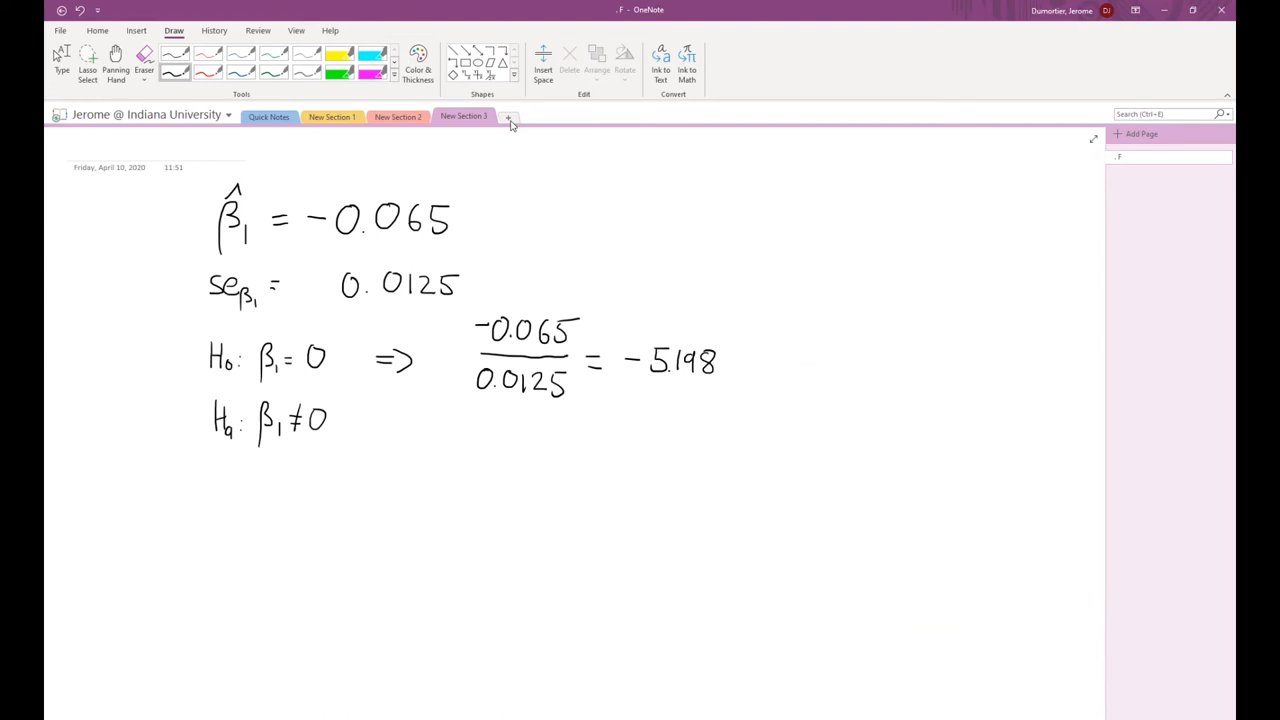 . F - OneNote
Dumortier, Jerome DJ
File Home Insert Draw History Review View Help
Type Lasso Select Panning Hand Eraser Color & Thickness Insert Space Delete Arrange Rotate Ink to Text Ink to Math
Tools Shapes Edit Convert
Jerome @ Indiana University Quick Notes New Section 1 New Section 2 New Section 3 + Search (Ctrl+E)
+ Add Page
. F
Friday, April 10, 2020 11:51
β̂₁ = -0.065
se_β₁ = 0.0125
H₀: β₁ = 0 => -0.065 / 0.0125 = -5.198
Hₐ: β₁ ≠ 0